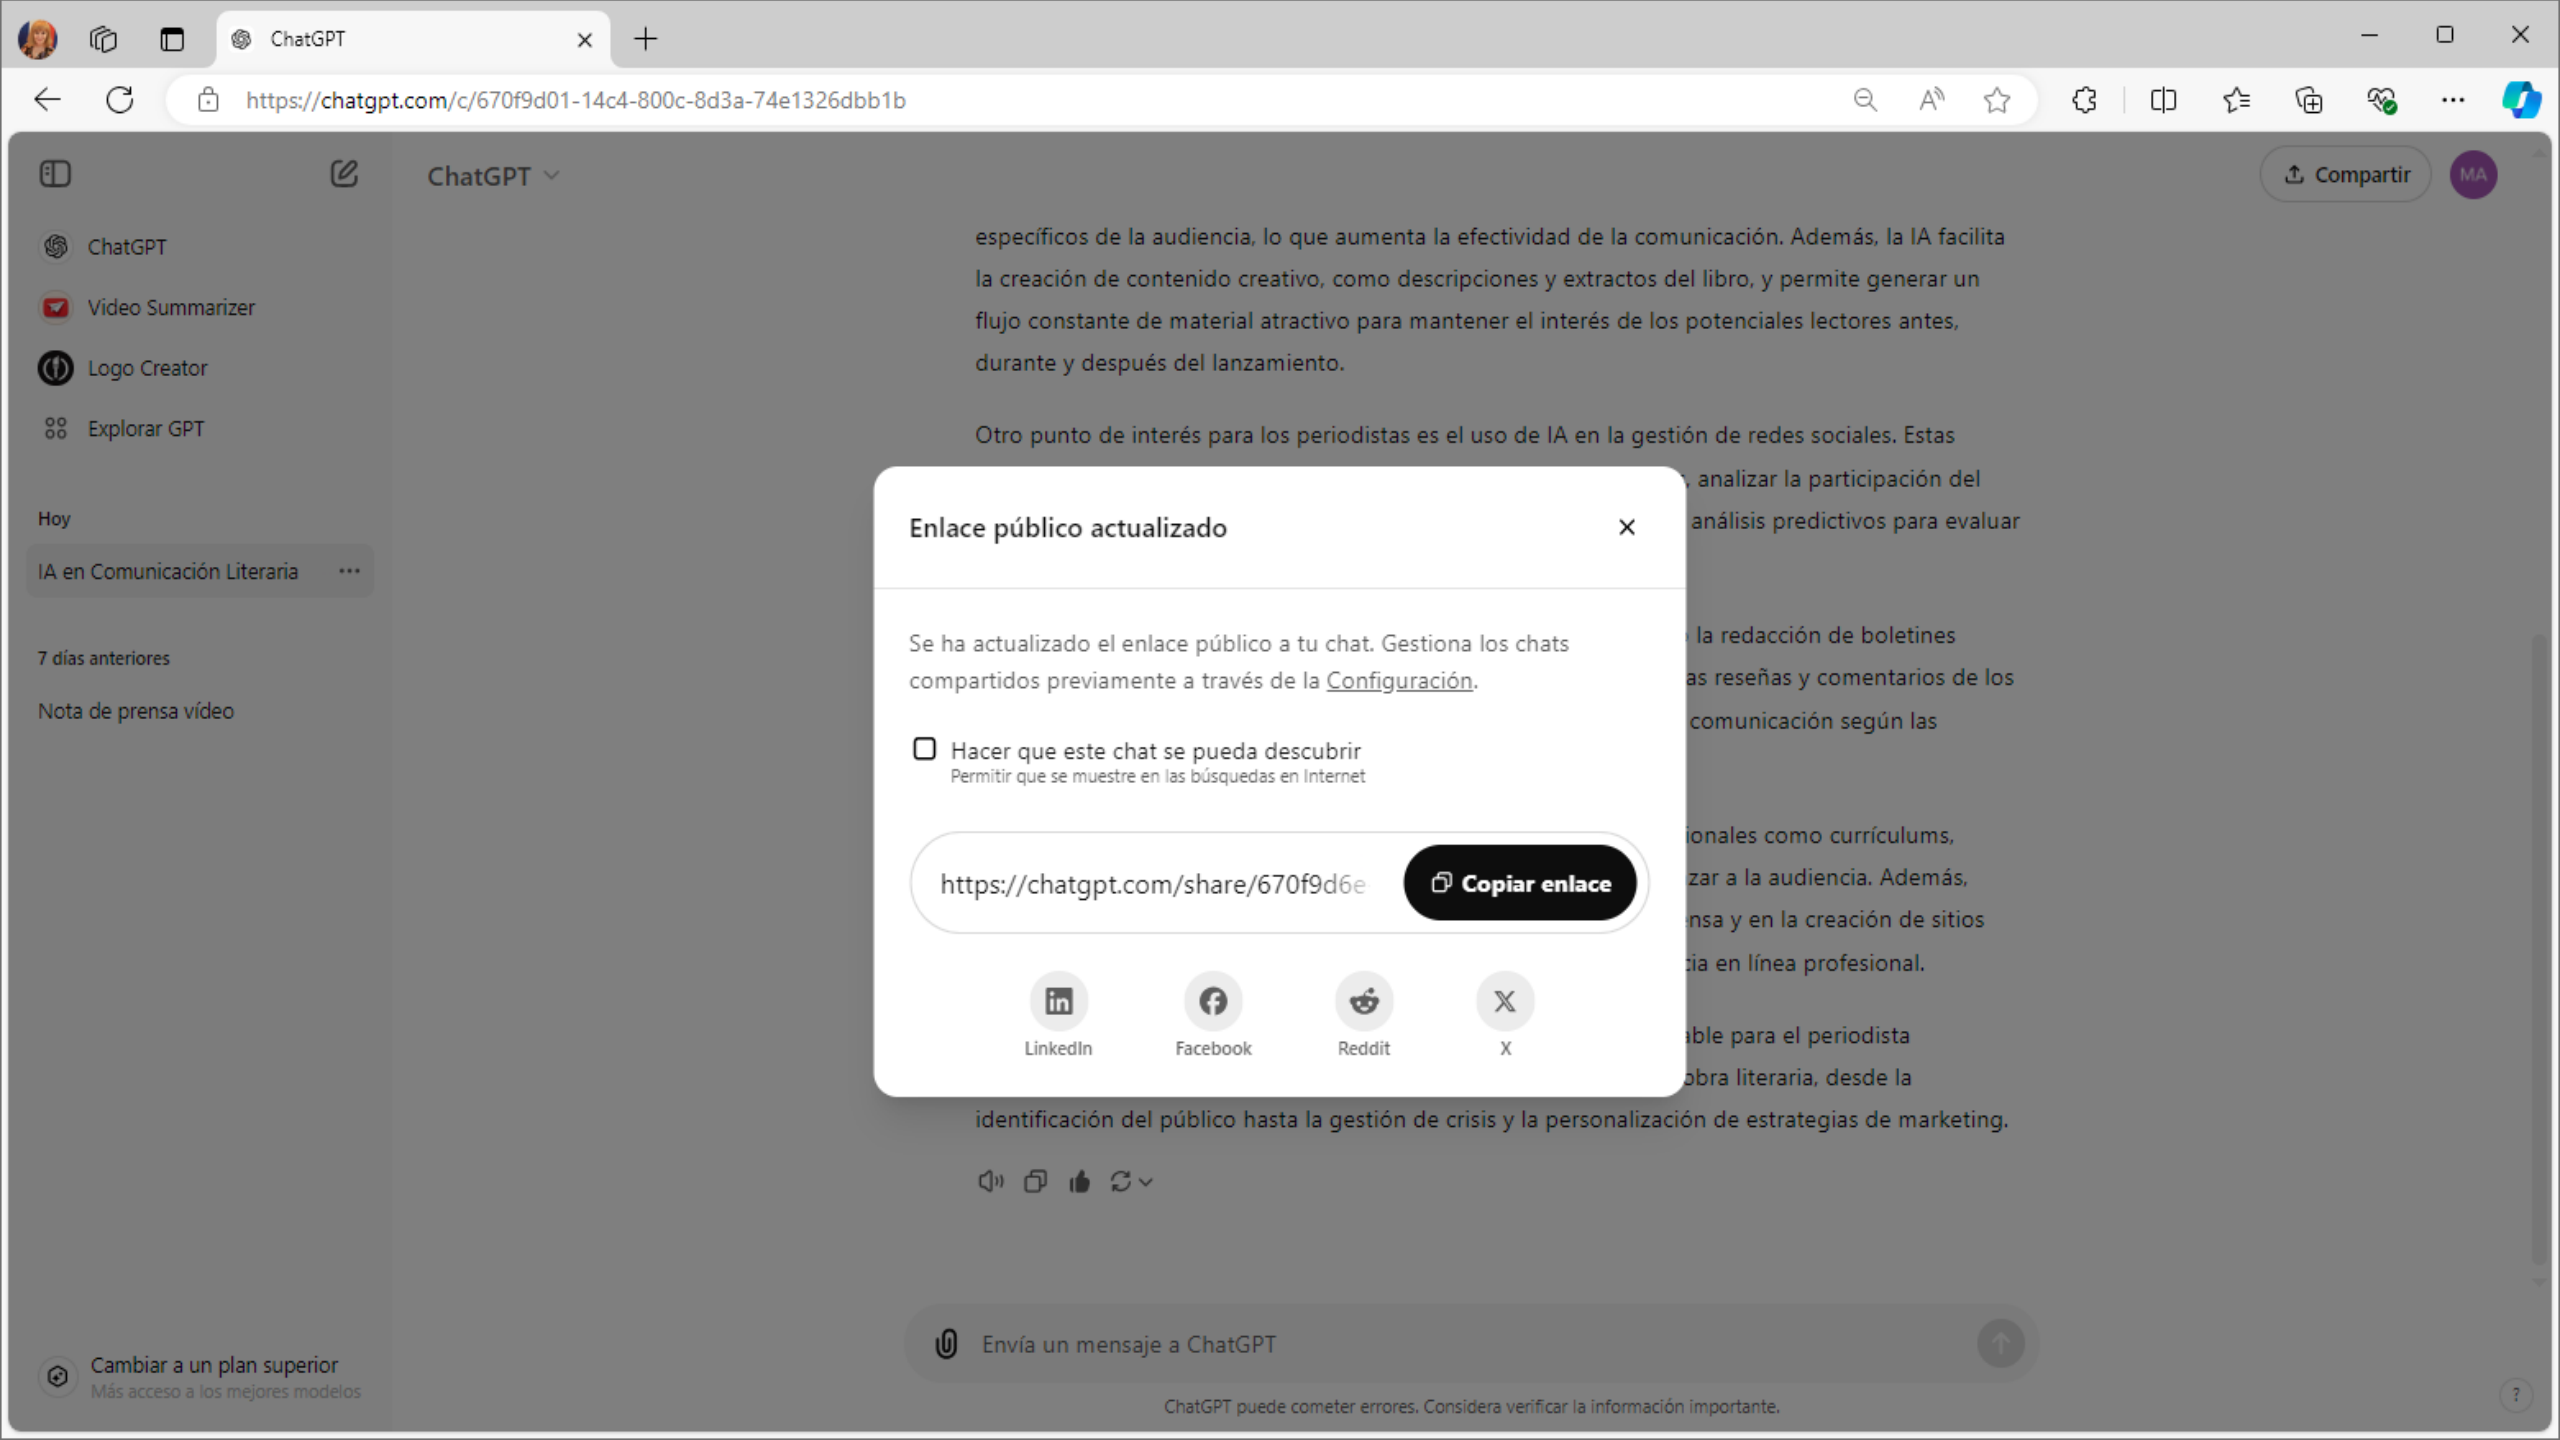 ChatGPT
https://chatgpt.com/c/670f9d01-14c4-800c-8d3a-74e1326dbb1b
ChatGPT
Compartir
MA
ChatGPT
Video Summarizer
Logo Creator
Explorar GPT
Hoy
IA en Comunicación Literaria
7 días anteriores
Nota de prensa vídeo
Cambiar a un plan superior
Más acceso a los mejores modelos
específicos de la audiencia, lo que aumenta la efectividad de la comunicación. Además, la IA facilita
la creación de contenido creativo, como descripciones y extractos del libro, y permite generar un
flujo constante de material atractivo para mantener el interés de los potenciales lectores antes,
durante y después del lanzamiento.
Otro punto de interés para los periodistas es el uso de IA en la gestión de redes sociales. Estas
, analizar la participación del
análisis predictivos para evaluar
la redacción de boletines
as reseñas y comentarios de los
comunicación según las
ionales como currículums,
zar a la audiencia. Además,
nsa y en la creación de sitios
cia en línea profesional.
able para el periodista
obra literaria, desde la
identificación del público hasta la gestión de crisis y la personalización de estrategias de marketing.
Enlace público actualizado
Se ha actualizado el enlace público a tu chat. Gestiona los chats
compartidos previamente a través de la Configuración.
Hacer que este chat se pueda descubrir
Permitir que se muestre en las búsquedas en Internet
https://chatgpt.com/share/670f9d6e
Copiar enlace
LinkedIn
Facebook
Reddit
X
Envía un mensaje a ChatGPT
ChatGPT puede cometer errores. Considera verificar la información importante.
?